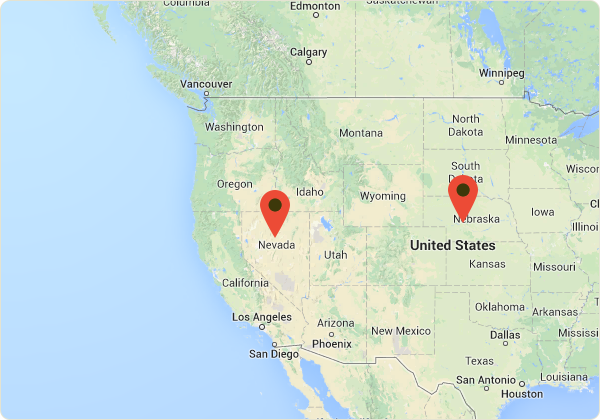 Columbia
Saskatchewan
Edmonton
Calgary
Vancouver
Winnipeg
Washington
North
Dakota
Montana
Minnesota
South
Wiscon
Oregon
Idaho
Wyoming
Nebraska
Iowa
Illinoi
Nevada
Utah
United States
Kansas
Missouri
California
Los Angeles
Arizona
Oklahoma
Arkansas
Phoenix
New Mexico
Dallas
Mississi
San Diego
Texas
San Antonio
Louisiana
Houston